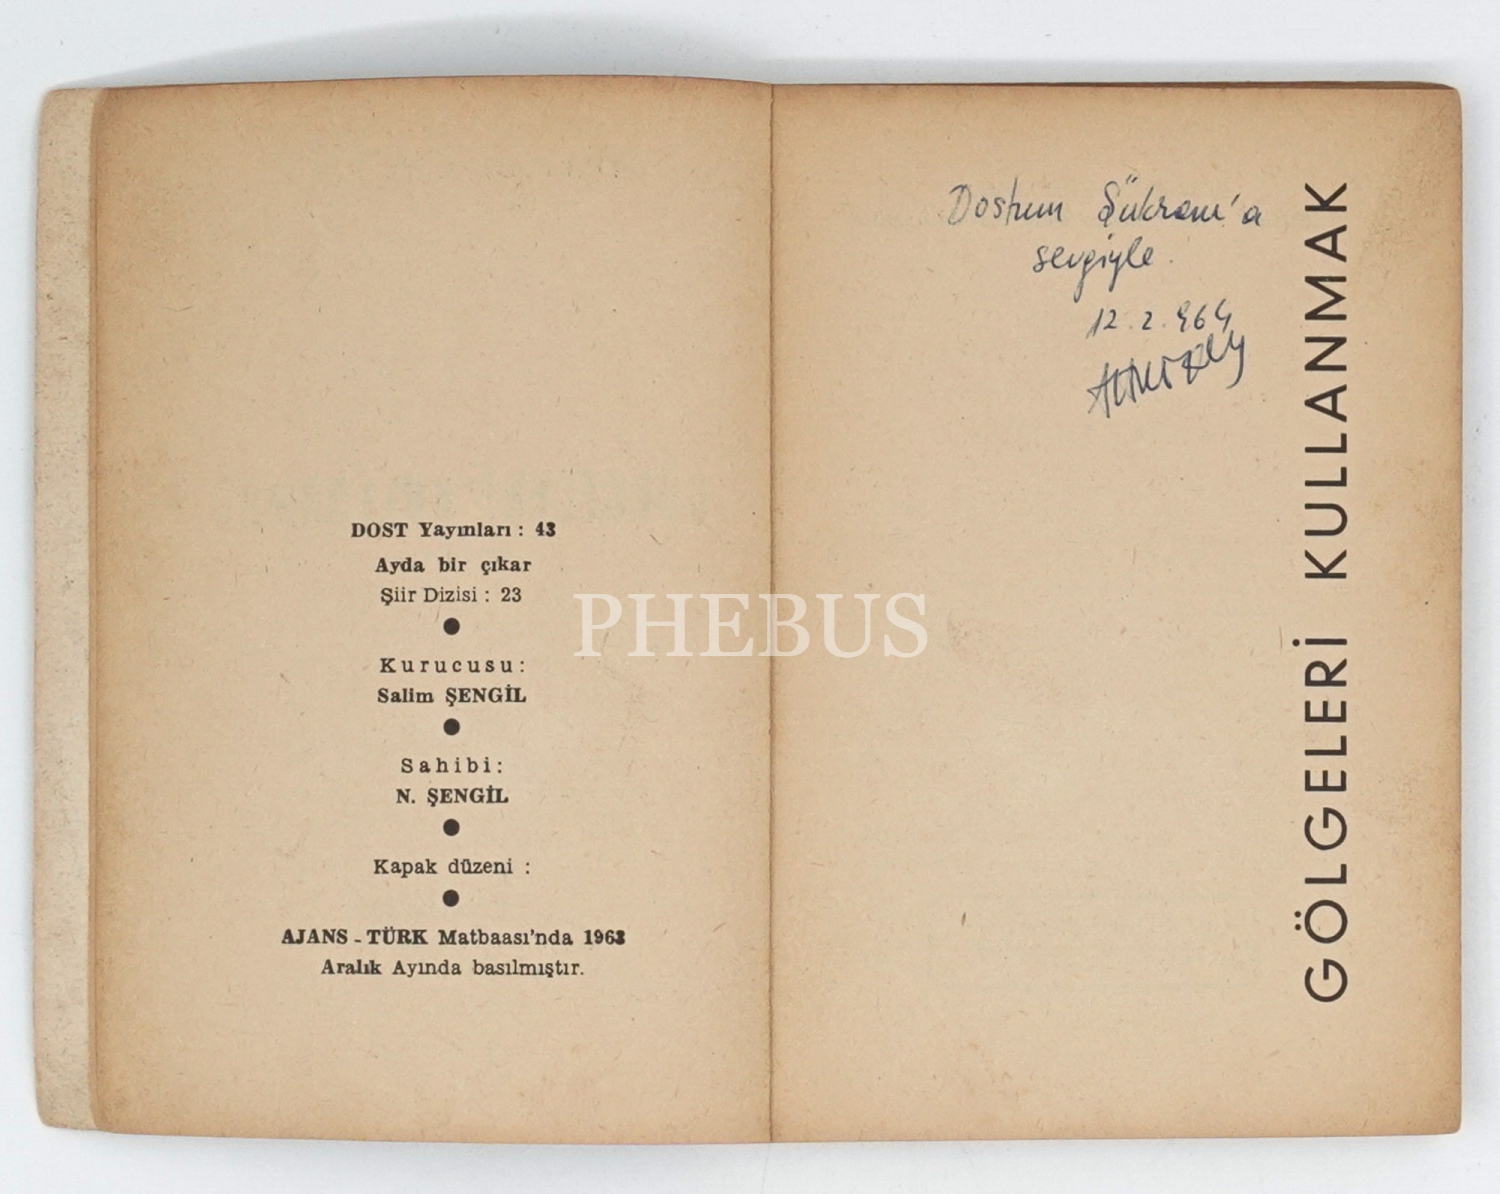 DOST Yayınları : 43
Ayda bir çıkar
Şiir Dizisi : 23
Kurucusu:
Salim ŞENGİL
Sahibi:
N. ŞENGİL
Kapak düzeni :
AJANS - TÜRK Matbaası'nda 1963
Aralık Ayında basılmıştır.
PHEBUS
Dostum Şükran'a
sevgiyle.
12.2.964
GÖLGELERİ KULLANMAK